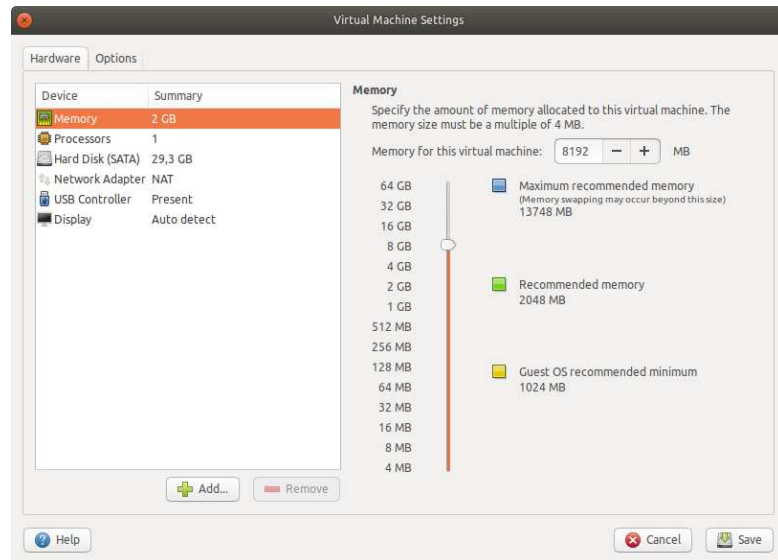 Virtual Machine Settings
Hardware Options
Device Summary
Memory 2 GB
Processors 1
Hard Disk (SATA) 29,3 GB
Network Adapter NAT
USB Controller Present
Display Auto detect
Add...
Remove
Memory
Specify the amount of memory allocated to this virtual machine. The
memory size must be a multiple of 4 MB.
Memory for this virtual machine: 8192 − + MB
64 GB
32 GB
16 GB
8 GB
4 GB
2 GB
1 GB
512 MB
256 MB
128 MB
64 MB
32 MB
16 MB
8 MB
4 MB
Maximum recommended memory
(Memory swapping may occur beyond this size)
13748 MB
Recommended memory
2048 MB
Guest OS recommended minimum
1024 MB
Help
Cancel
Save